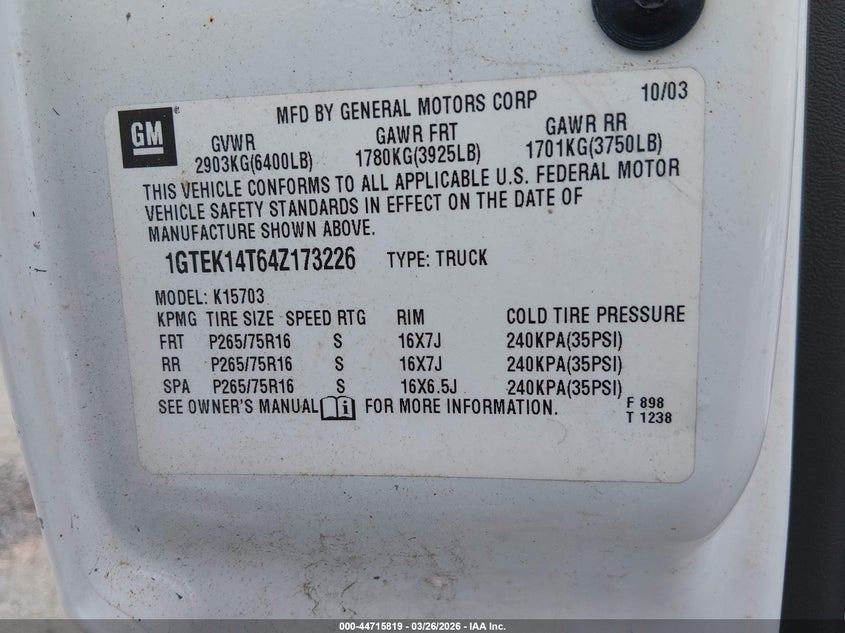 GM
MFD BY GENERAL MOTORS CORP 10/03
GVWR GAWR FRT GAWR RR
2903KG(6400LB) 1780KG(3925LB) 1701KG(3750LB)
THIS VEHICLE CONFORMS TO ALL APPLICABLE U.S. FEDERAL MOTOR
VEHICLE SAFETY STANDARDS IN EFFECT ON THE DATE OF
MANUFACTURE SHOWN ABOVE.
1GTEK14T64Z173226 TYPE: TRUCK
MODEL: K15703
KPMG TIRE SIZE SPEED RTG RIM COLD TIRE PRESSURE
FRT P265/75R16 S 16X7J 240KPA(35PSI)
RR P265/75R16 S 16X7J 240KPA(35PSI)
SPA P265/75R16 S 16X6.5J 240KPA(35PSI)
SEE OWNER'S MANUAL i FOR MORE INFORMATION.
F 898
T 1238
000-44715819 - 03/26/2026 - IAA Inc.